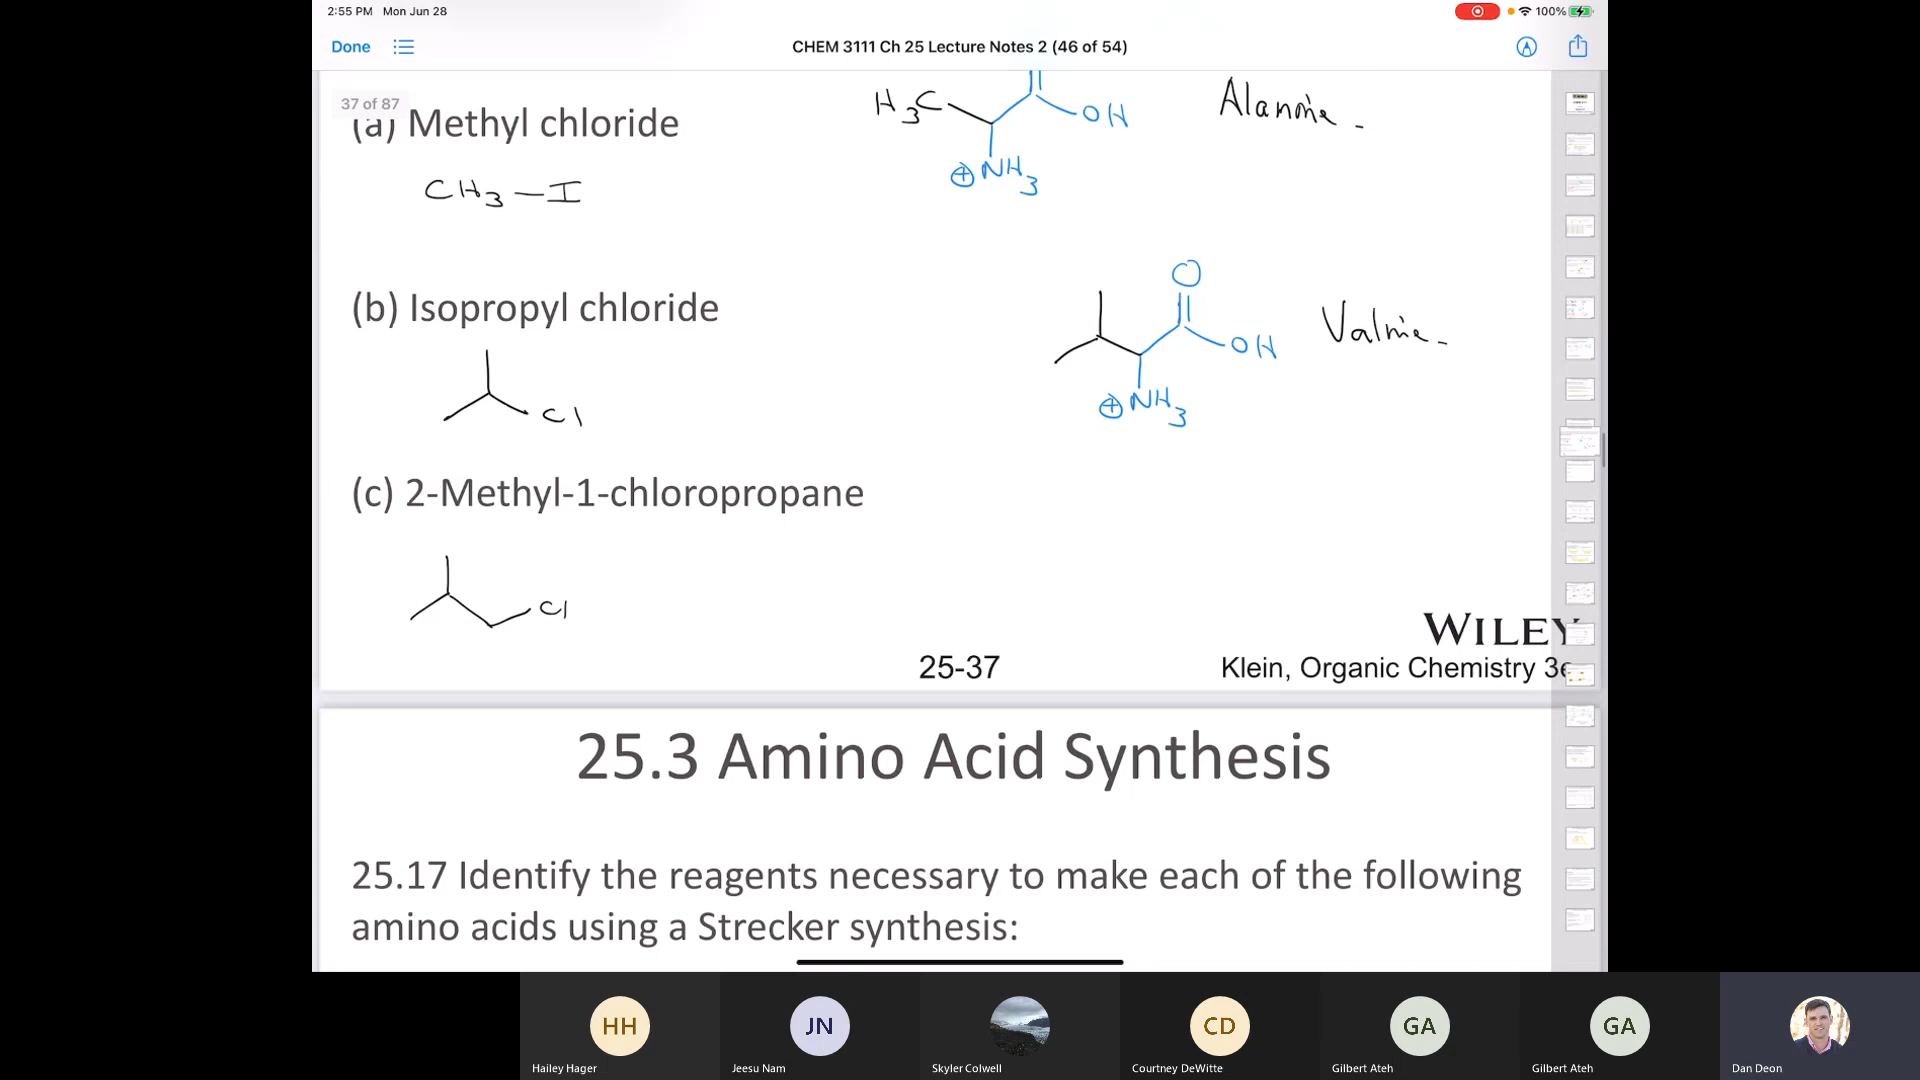 2:55 PM Mon Jun 28
100%
Done
CHEM 3111 Ch 25 Lecture Notes 2 (46 of 54)
37 of 87
(a) Methyl chloride
H3C
OH
Alanine
⊕NH3
CH3—I
(b) Isopropyl chloride
O
OH
Valine
⊕NH3
Cl
(c) 2-Methyl-1-chloropropane
Cl
WILEY
25-37
Klein, Organic Chemistry 3e
25.3 Amino Acid Synthesis
25.17 Identify the reagents necessary to make each of the following
amino acids using a Strecker synthesis:
HH JN CD GA GA
Hailey Hager Jeesu Nam Skyler Colwell Courtney DeWitte Gilbert Ateh Gilbert Ateh Dan Deon